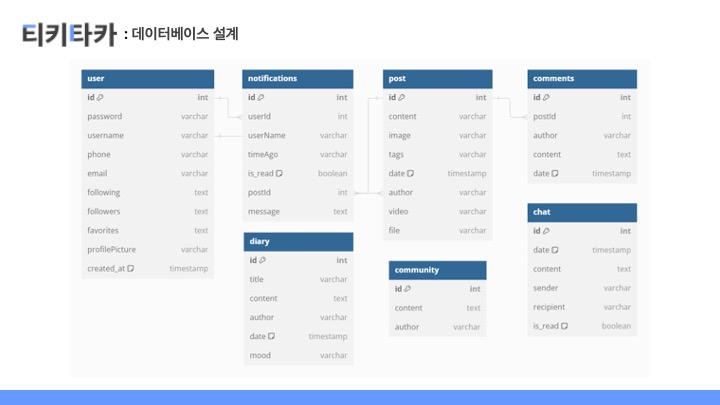 티키타카 : 데이터베이스 설계
user
id int
password varchar
username varchar
phone varchar
email varchar
following text
followers text
favorites text
profilePicture varchar
created_at timestamp
notifications
id int
userId int
userName varchar
timeAgo varchar
is_read boolean
postId int
message text
post
id int
content varchar
image varchar
tags varchar
date timestamp
author varchar
video varchar
file varchar
comments
id int
postId int
author varchar
content text
date timestamp
diary
id int
title varchar
content text
author varchar
date timestamp
mood varchar
community
id int
content text
author varchar
chat
id int
date timestamp
content text
sender varchar
recipient varchar
is_read boolean